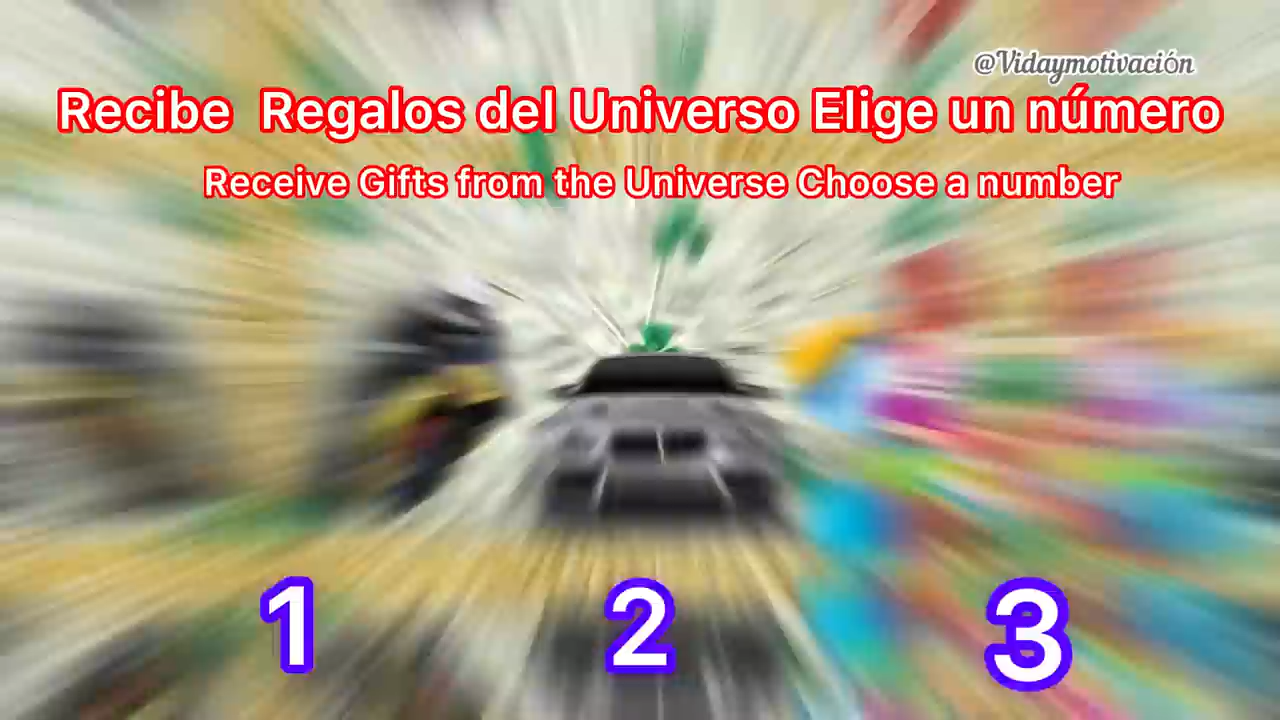 @Vidaymotivación
Recibe Regalos del Universo Elige un número
Receive Gifts from the Universe Choose a number
1 2 3